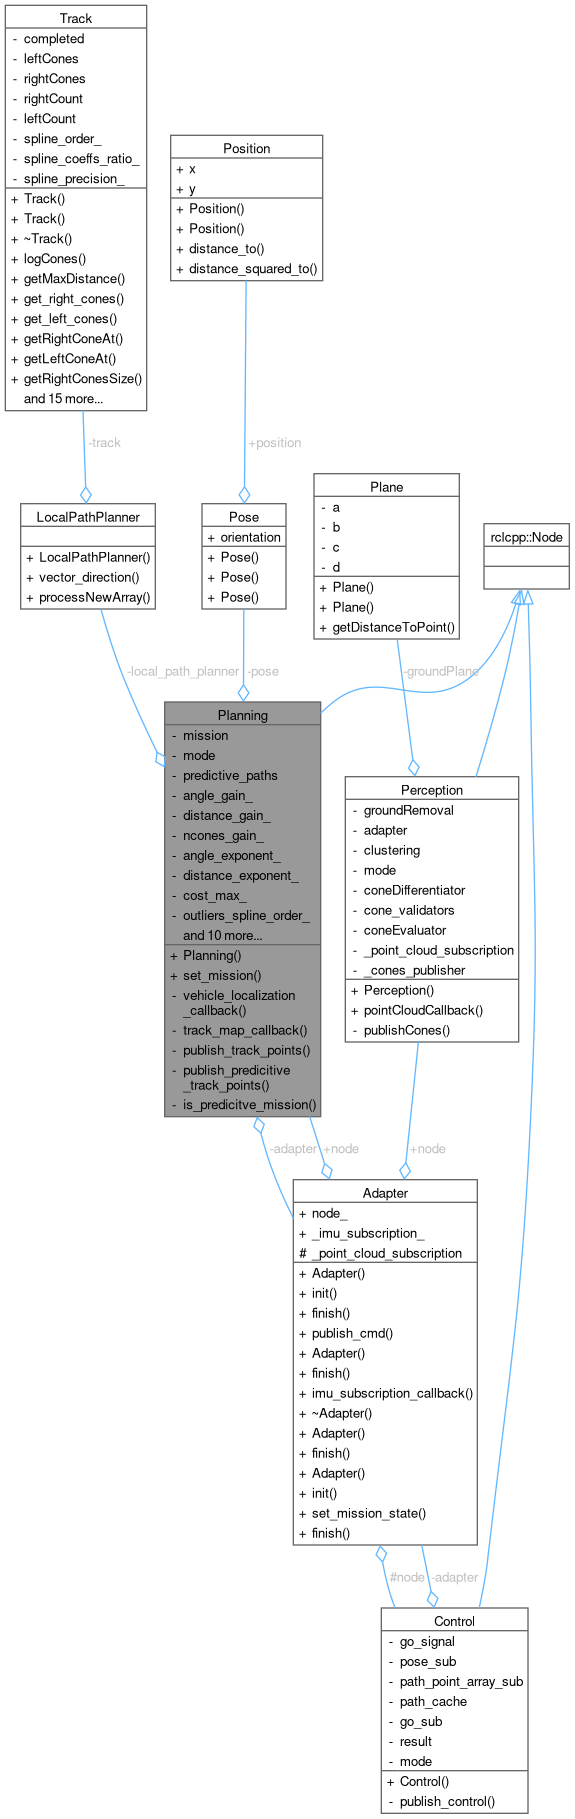 Track
- completed
- leftCones
- rightCones
- rightCount
- leftCount
- spline_order_
- spline_coeffs_ratio_
- spline_precision_
+ Track()
+ Track()
+ ~Track()
+ logCones()
+ getMaxDistance()
+ get_right_cones()
+ get_left_cones()
+ getRightConeAt()
+ getLeftConeAt()
+ getRightConesSize()
and 15 more...
Position
+ x
+ y
+ Position()
+ Position()
+ distance_to()
+ distance_squared_to()
-track
+position
LocalPathPlanner
+ LocalPathPlanner()
+ vector_direction()
+ processNewArray()
Pose
+ orientation
+ Pose()
+ Pose()
+ Pose()
Plane
- a
- b
- c
- d
+ Plane()
+ Plane()
+ getDistanceToPoint()
rclcpp::Node
-local_path_planner
-pose
-groundPlane
Planning
- mission
- mode
- predictive_paths
- angle_gain_
- distance_gain_
- ncones_gain_
- angle_exponent_
- distance_exponent_
- cost_max_
- outliers_spline_order_
and 10 more...
+ Planning()
+ set_mission()
- vehicle_localization
_callback()
- track_map_callback()
- publish_track_points()
- publish_predicitive
_track_points()
- is_predicitve_mission()
Perception
- groundRemoval
- adapter
- clustering
- mode
- coneDifferentiator
- cone_validators
- coneEvaluator
- _point_cloud_subscription
- _cones_publisher
+ Perception()
+ pointCloudCallback()
- publishCones()
-adapter
+node
+node
Adapter
+ node_
+ _imu_subscription_
# _point_cloud_subscription
+ Adapter()
+ init()
+ finish()
+ publish_cmd()
+ Adapter()
+ finish()
+ imu_subscription_callback()
+ ~Adapter()
+ Adapter()
+ finish()
+ Adapter()
+ init()
+ set_mission_state()
+ finish()
#node
-adapter
Control
- go_signal
- pose_sub
- path_point_array_sub
- path_cache
- go_sub
- result
- mode
+ Control()
- publish_control()